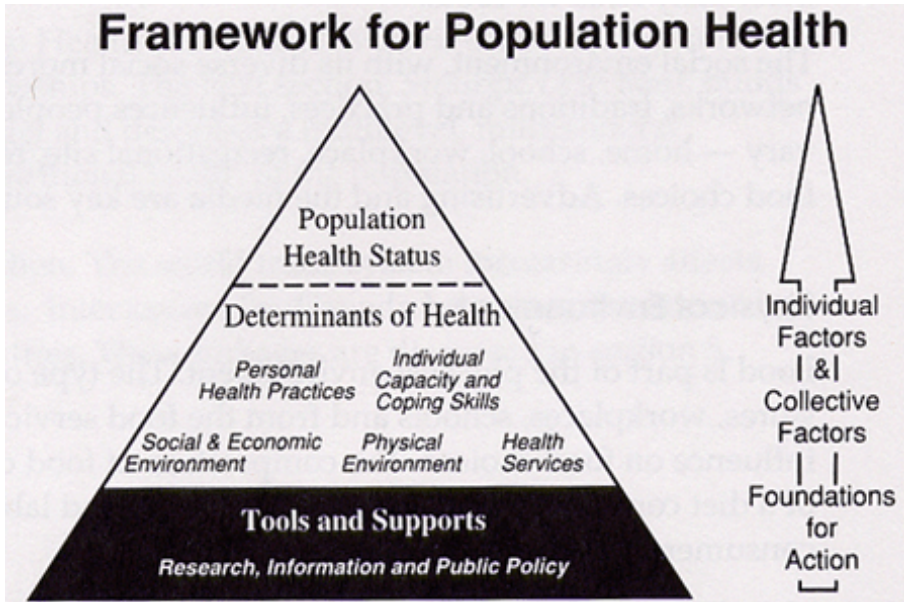 Framework for Population Health
Population
Health Status
Determinants of Health
Personal
Health Practices
Individual
Capacity and
Coping Skills
Social & Economic
Environment
Physical
Environment
Health
Services
Tools and Supports
Research, Information and Public Policy
Individual
Factors
&
Collective
Factors
Foundations
for
Action